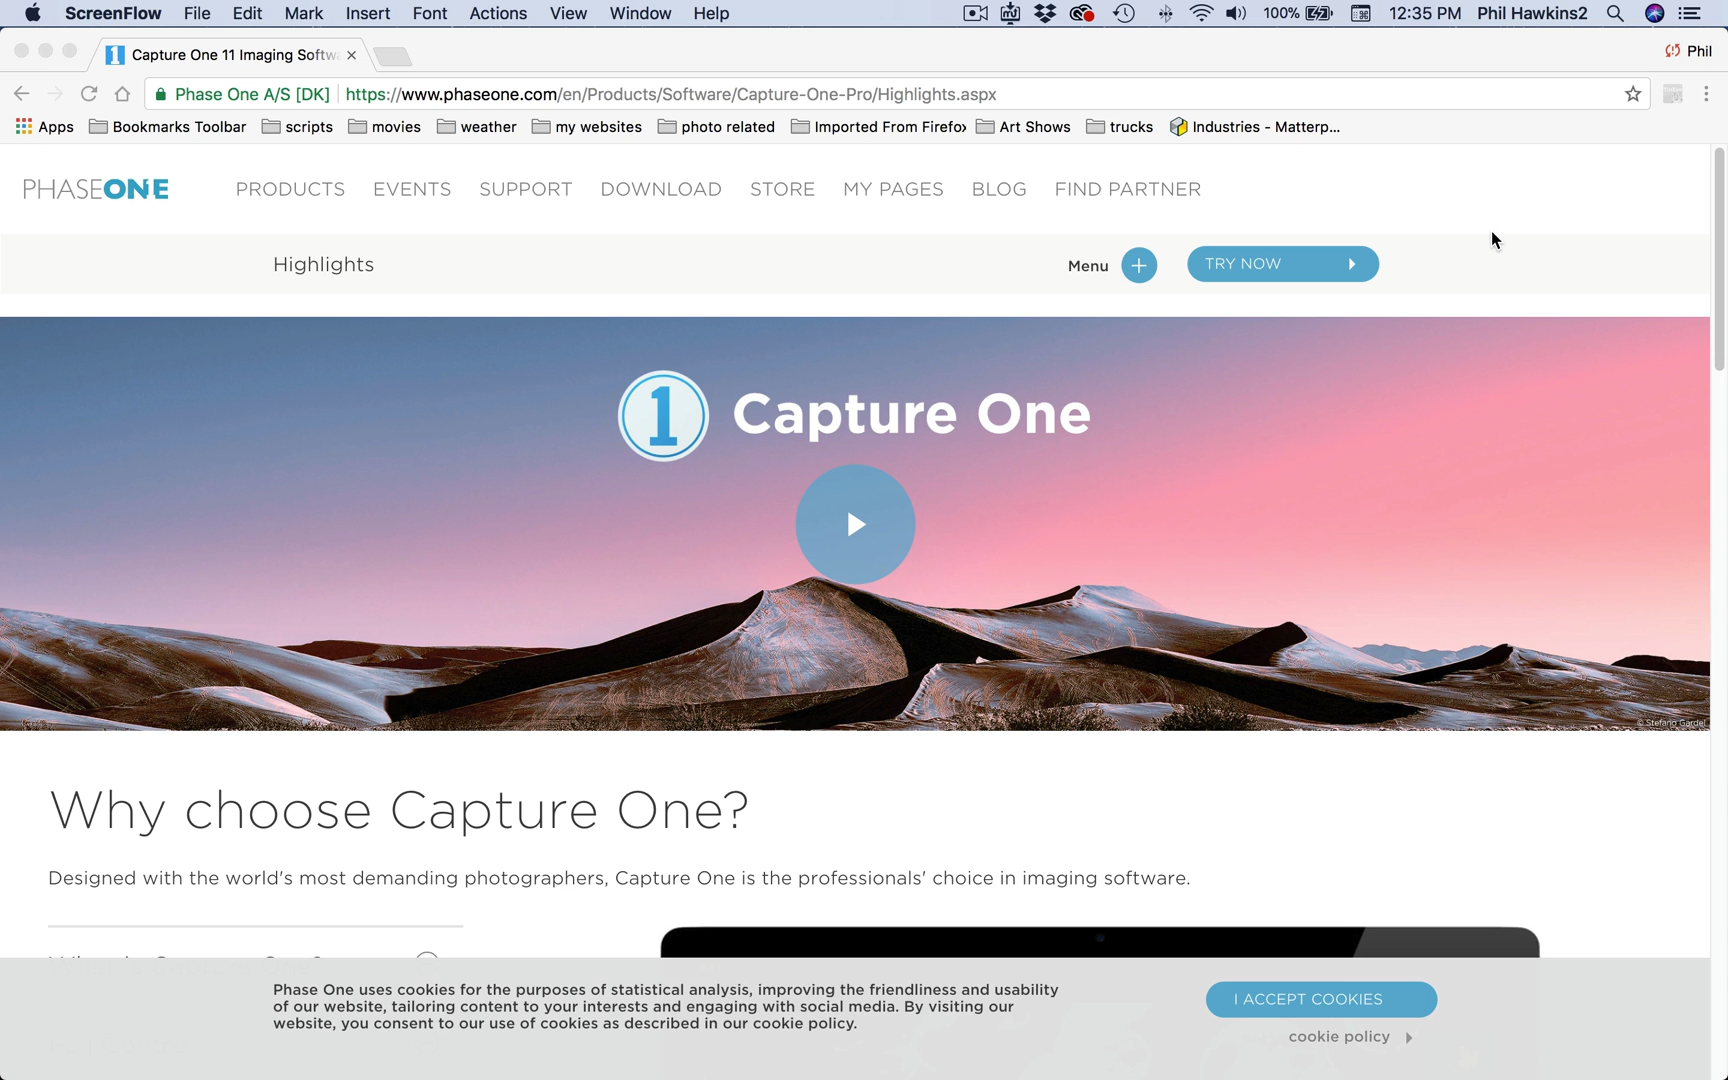 ScreenFlow File Edit Mark Insert Font Actions View Window Help 100% 12:35 PM Phil Hawkins2
Capture One 11 Imaging Softw Phil
Phase One A/S [DK] https://www.phaseone.com/en/Products/Software/Capture-One-Pro/Highlights.aspx
Apps Bookmarks Toolbar scripts movies weather my websites photo related Imported From Firefox Art Shows trucks Industries - Matterp...
PHASEONE PRODUCTS EVENTS SUPPORT DOWNLOAD STORE MY PAGES BLOG FIND PARTNER
Highlights Menu + TRY NOW
1 Capture One
© Stefano Gardel
Why choose Capture One?
Designed with the world's most demanding photographers, Capture One is the professionals' choice in imaging software.
Phase One uses cookies for the purposes of statistical analysis, improving the friendliness and usability
of our website, tailoring content to your interests and engaging with social media. By visiting our
website, you consent to our use of cookies as described in our cookie policy.
I ACCEPT COOKIES
cookie policy